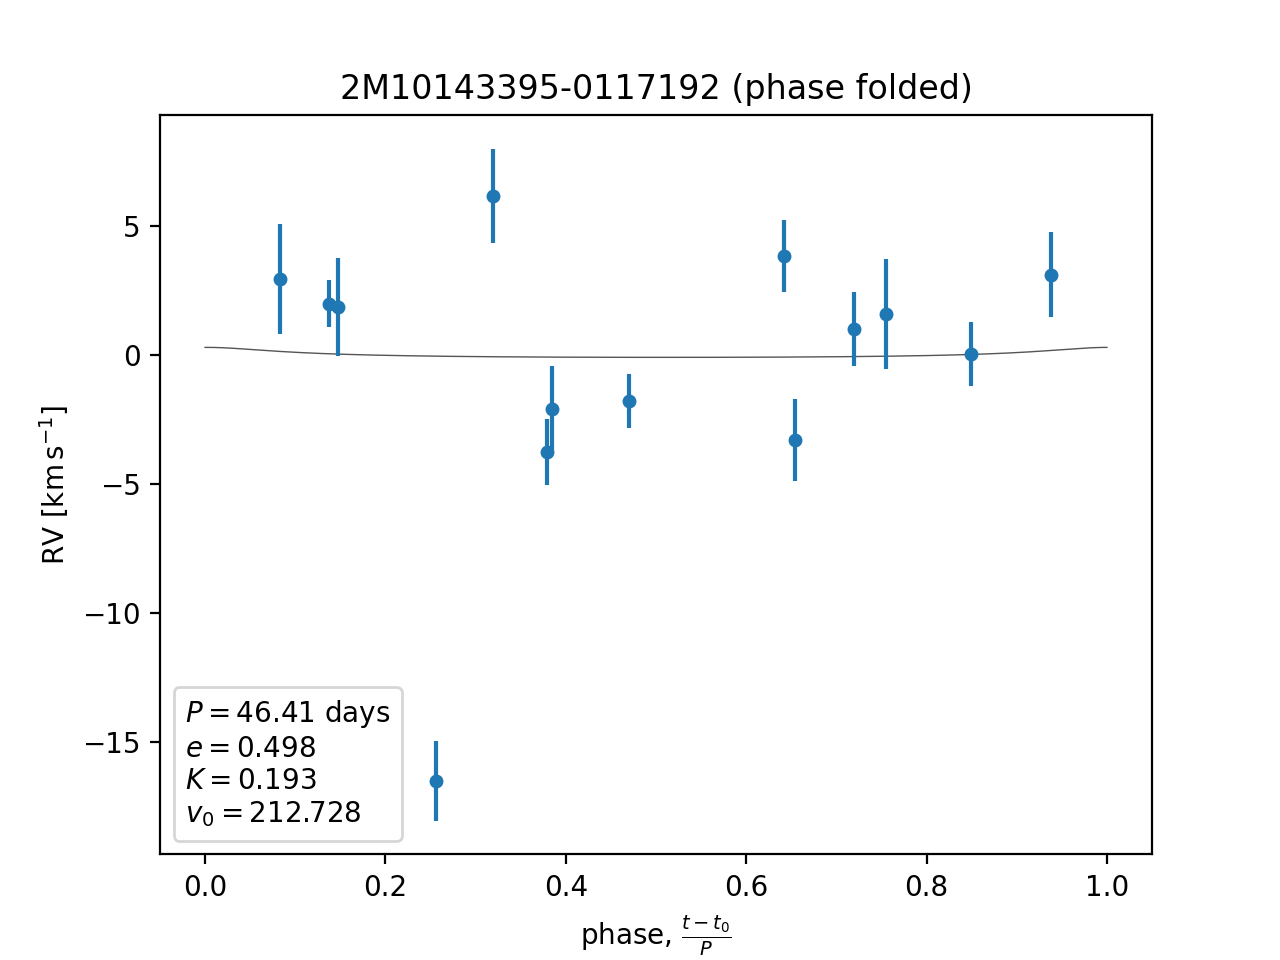 2M10143395-0117192 (phase folded)
RV [km s⁻¹]
5
0
−5
−10
−15
P = 46.41 days
e = 0.498
K = 0.193
v₀ = 212.728
0.0 0.2 0.4 0.6 0.8 1.0
phase, (t − t₀)/P